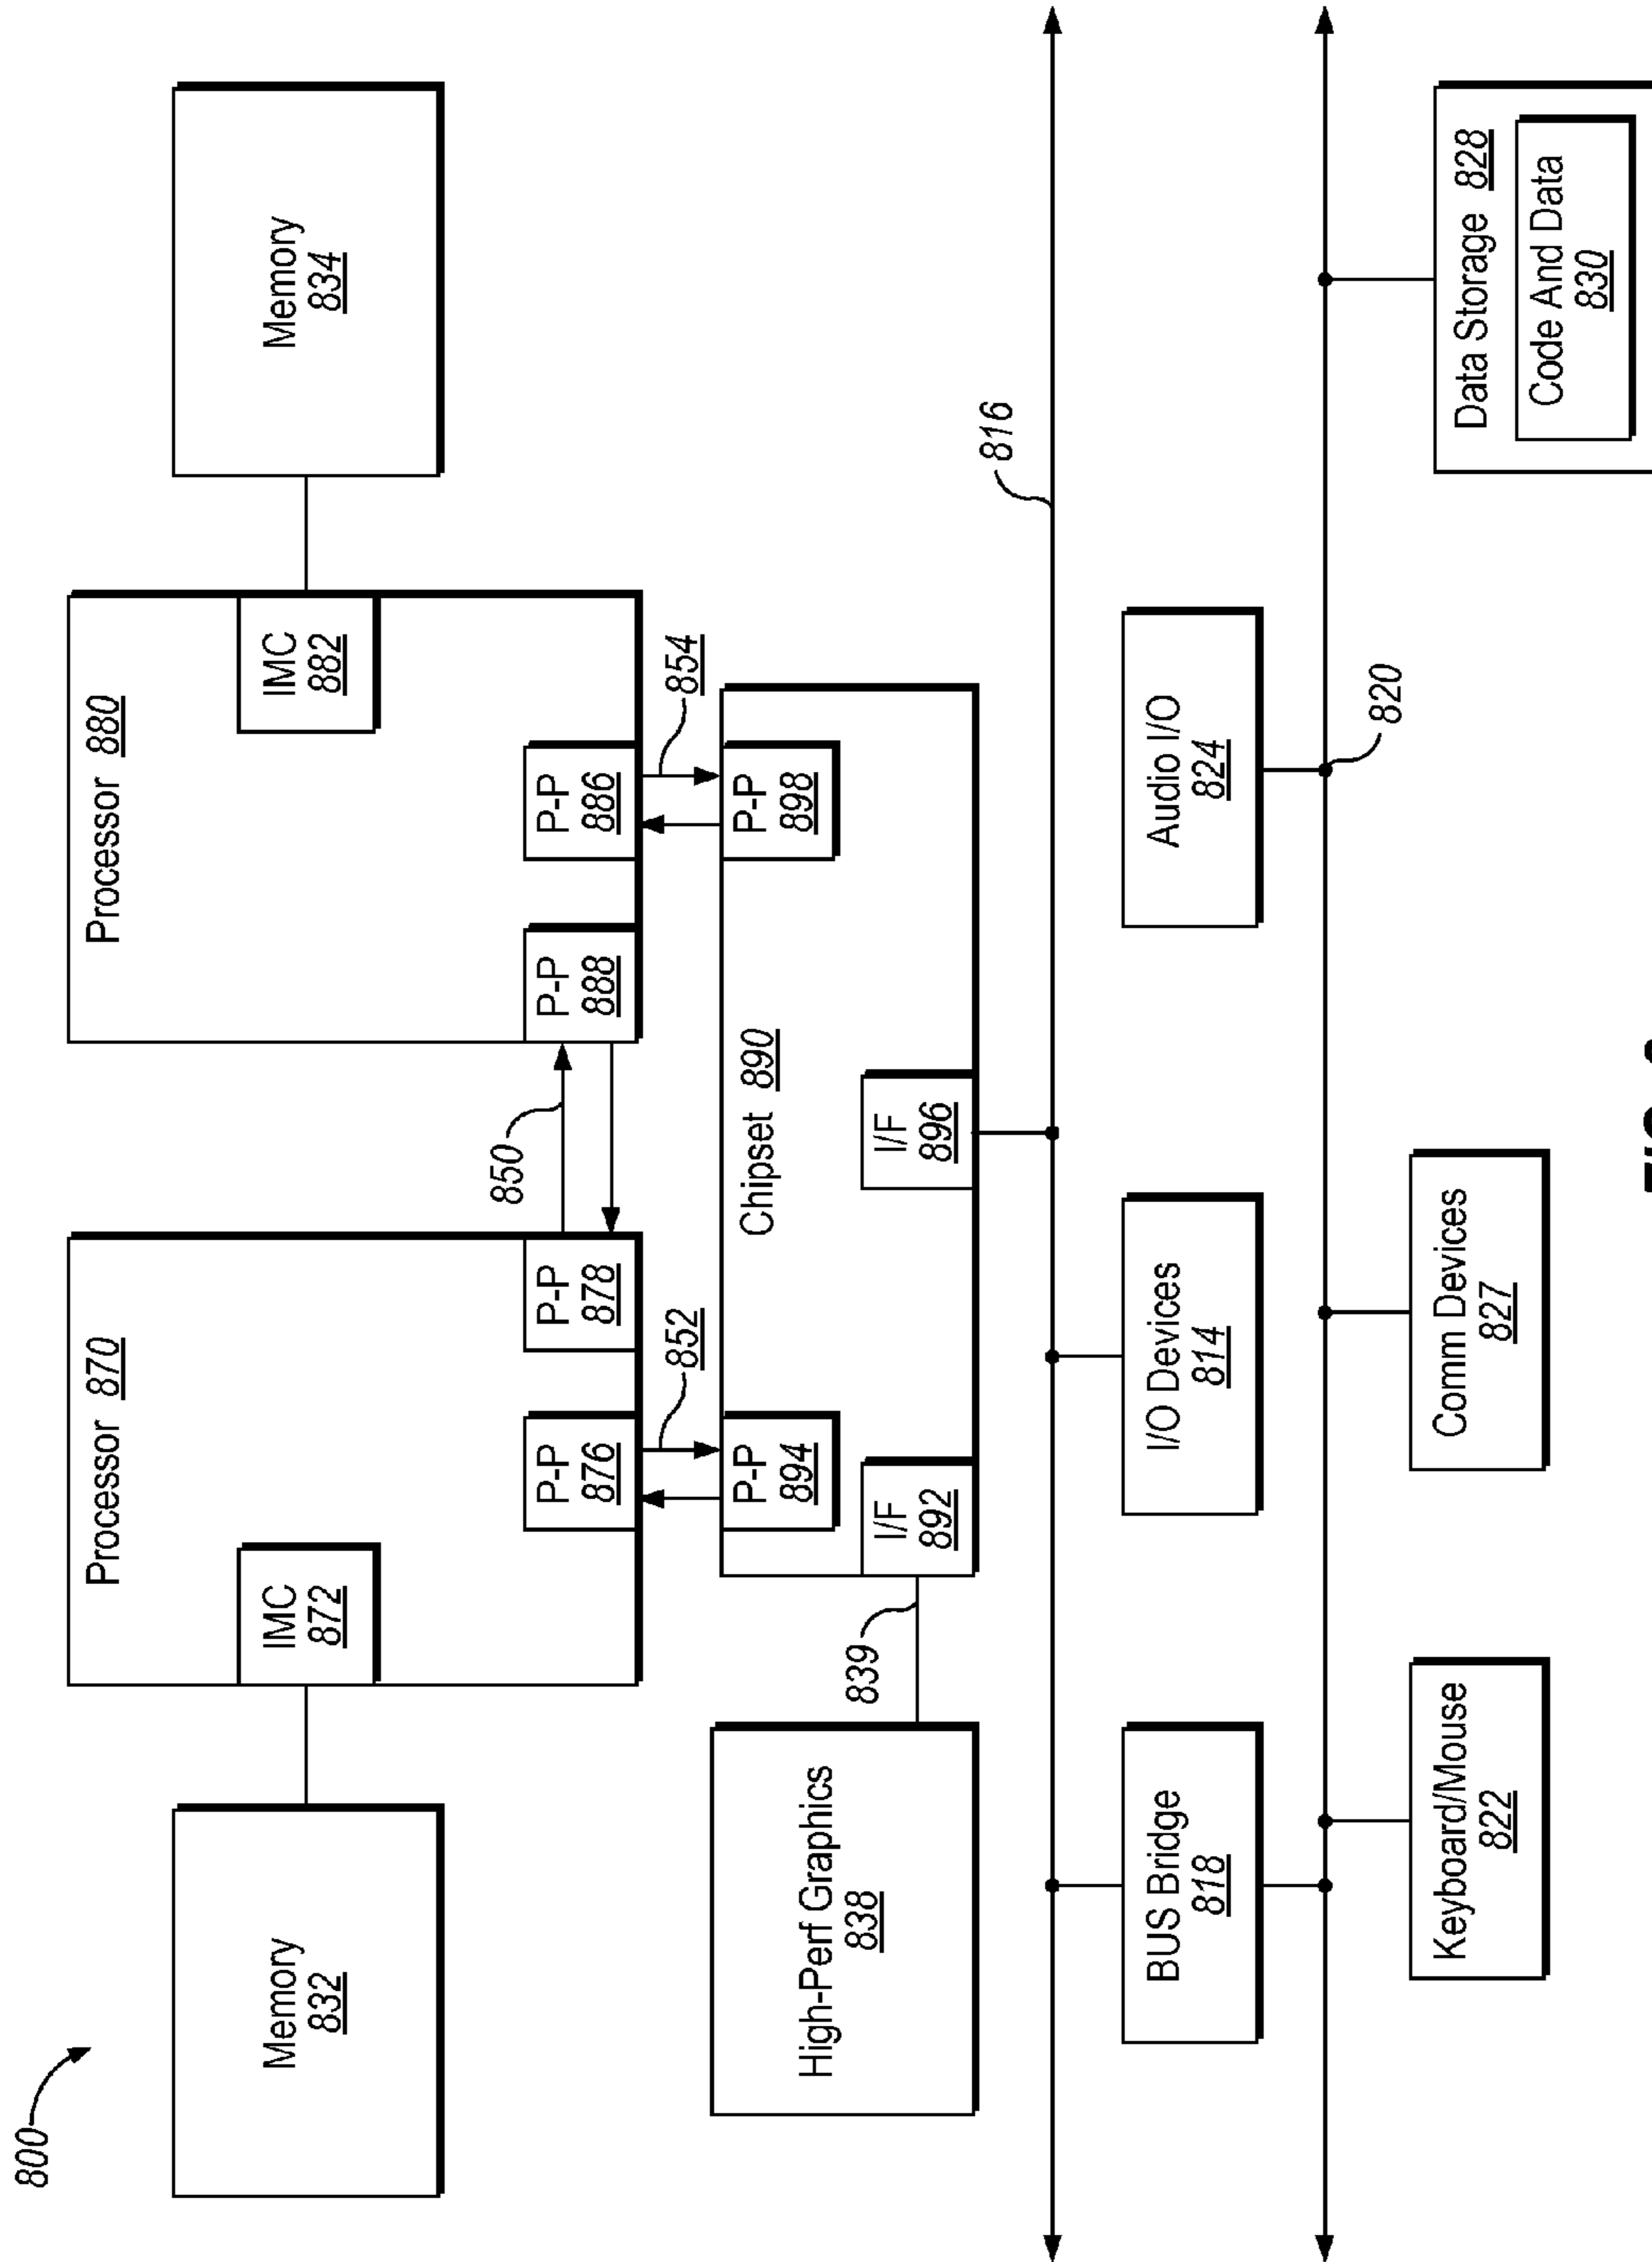 800
Memory
832
Processor 870
IMC
872
P-P
876
P-P
878
850
Processor 880
IMC
882
P-P
888
P-P
886
Memory
834
852
854
High-Perf Graphics
838
839
Chipset 890
P-P
894
P-P
898
I/F
892
I/F
896
816
BUS Bridge
818
I/O Devices
814
Audio I/O
824
820
Keyboard/Mouse
822
Comm Devices
827
Data Storage 828
Code And Data
830